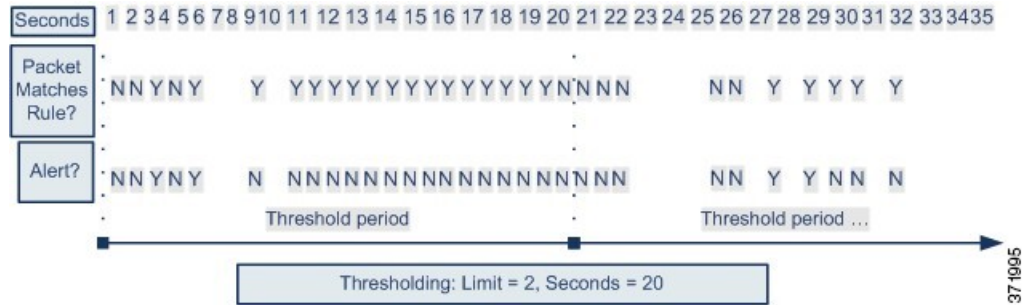 Seconds 1 2 3 4 5 6 7 8 9 10 11 12 13 14 15 16 17 18 19 20 21 22 23 24 25 26 27 28 29 30 31 32 33 34 35
Packet
Matches
Rule?
N N Y N Y Y Y Y Y Y Y Y Y Y Y Y Y Y Y Y N N N N N N Y Y Y Y Y
Alert?
N N Y N Y N N N N N N N N N N N N N N N N N N N N N Y Y N N N
Threshold period
Threshold period ...
Thresholding: Limit = 2, Seconds = 20
371995